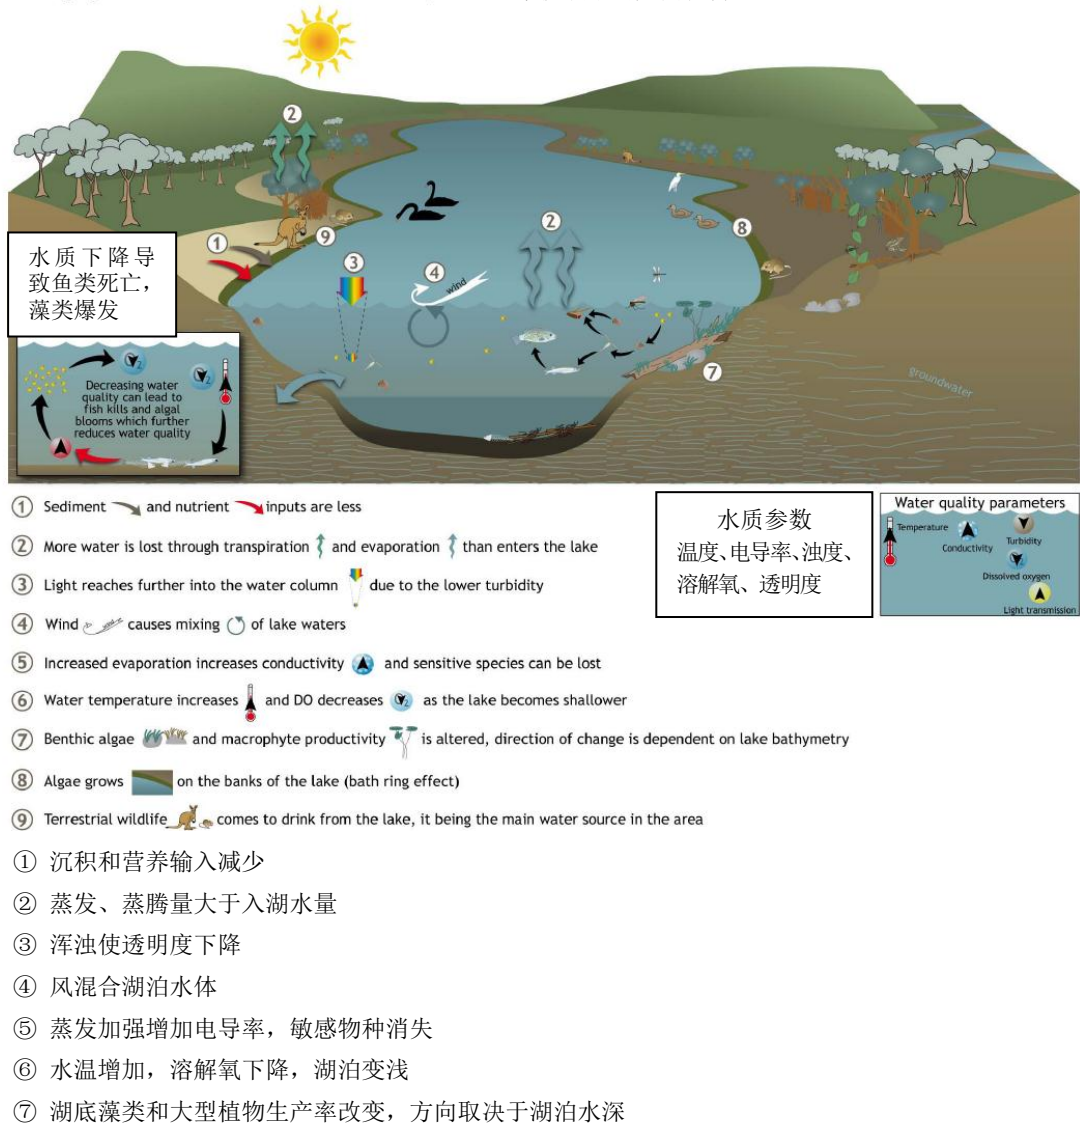 ②
水质下降导
致鱼类死亡，
藻类爆发
①
⑨
③
④
wind
②
⑧
⑦
groundwater
O2
O2
Decreasing water
quality can lead to
fish kills and algal
blooms which further
reduces water quality
① Sediment and nutrient inputs are less
② More water is lost through transpiration and evaporation than enters the lake
③ Light reaches further into the water column due to the lower turbidity
④ Wind causes mixing of lake waters
⑤ Increased evaporation increases conductivity and sensitive species can be lost
⑥ Water temperature increases and DO decreases as the lake becomes shallower
⑦ Benthic algae and macrophyte productivity is altered, direction of change is dependent on lake bathymetry
⑧ Algae grows on the banks of the lake (bath ring effect)
⑨ Terrestrial wildlife comes to drink from the lake, it being the main water source in the area
水质参数
温度、电导率、浊度、
溶解氧、透明度
Water quality parameters
Temperature
Conductivity
Turbidity
Dissolved oxygen
Light transmission
① 沉积和营养输入减少
② 蒸发、蒸腾量大于入湖水量
③ 浑浊使透明度下降
④ 风混合湖泊水体
⑤ 蒸发加强增加电导率，敏感物种消失
⑥ 水温增加，溶解氧下降，湖泊变浅
⑦ 湖底藻类和大型植物生产率改变，方向取决于湖泊水深